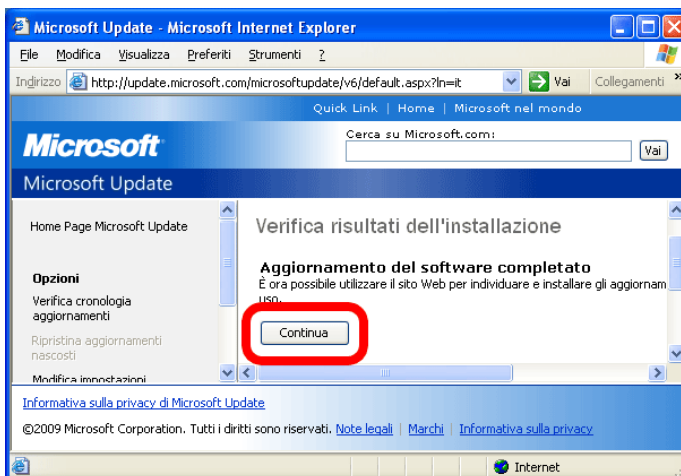 Microsoft Update - Microsoft Internet Explorer
File Modifica Visualizza Preferiti Strumenti ?
Indirizzo http://update.microsoft.com/microsoftupdate/v6/default.aspx?ln=it Vai Collegamenti »
Quick Link | Home | Microsoft nel mondo
Microsoft
Cerca su Microsoft.com:
Vai
Microsoft Update
Home Page Microsoft Update
Opzioni
Verifica cronologia
aggiornamenti
Ripristina aggiornamenti
nascosti
Modifica impostazioni
Verifica risultati dell'installazione
Aggiornamento del software completato
È ora possibile utilizzare il sito Web per individuare e installare gli aggiornam
uso.
Continua
Informativa sulla privacy di Microsoft Update
©2009 Microsoft Corporation. Tutti i diritti sono riservati. Note legali | Marchi | Informativa sulla privacy
Internet